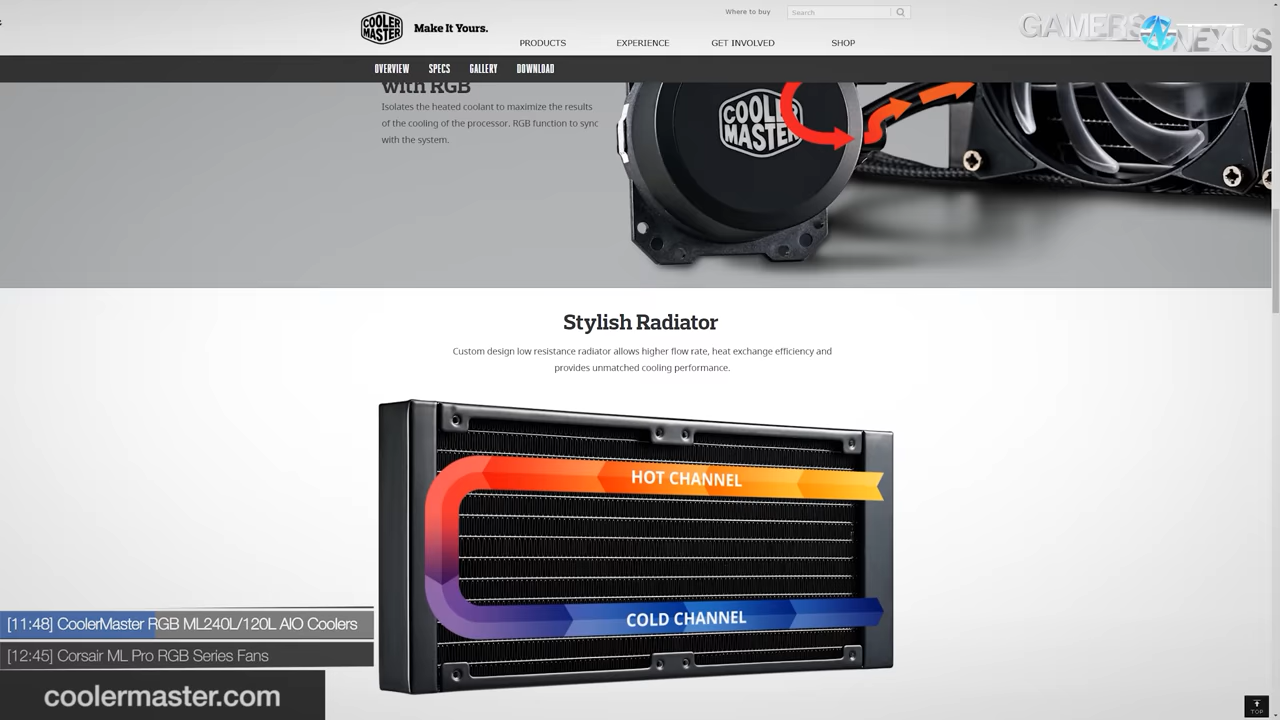 COOLER
MASTER
Make It Yours.
Where to buy
Search
PRODUCTS
EXPERIENCE
GET INVOLVED
SHOP
GAMERS
NEXUS
OVERVIEW
SPECS
GALLERY
DOWNLOAD
with RGB
Isolates the heated coolant to maximize the results
of the cooling of the processor. RGB function to sync
with the system.
COOLER
MASTER
Stylish Radiator
Custom design low resistance radiator allows higher flow rate, heat exchange efficiency and
provides unmatched cooling performance.
HOT CHANNEL
COLD CHANNEL
[11:48] CoolerMaster RGB ML240L/120L AIO Coolers
[12:45] Corsair ML Pro RGB Series Fans
coolermaster.com
TOP